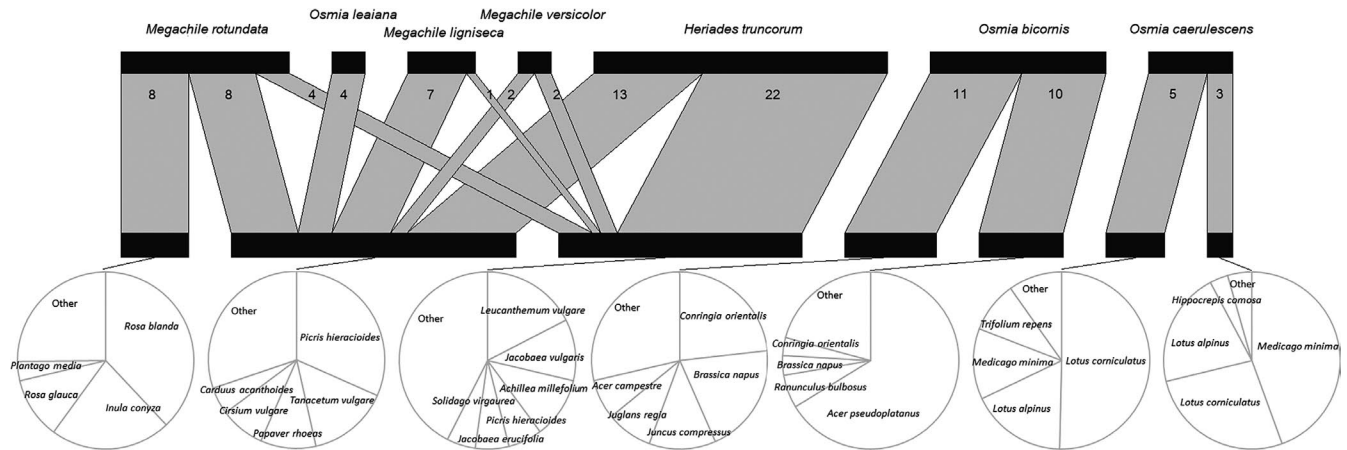 Megachile rotundata
Osmia leaiana
Megachile ligniseca
Megachile versicolor
Heriades truncorum
Osmia bicornis
Osmia caerulescens
8 8 4 4 7 1 2 2 13 22 11 10 5 3
Other
Rosa blanda
Plantago media
Rosa glauca
Inula conyza
Other
Picris hieracioides
Carduus acanthoides
Cirsium vulgare
Tanacetum vulgare
Papaver rhoeas
Other
Leucanthemum vulgare
Jacobaea vulgaris
Achillea millefolium
Solidago virgaurea
Picris hieracioides
Jacobaea erucifolia
Other
Conringia orientalis
Brassica napus
Acer campestre
Juglans regia
Juncus compressus
Other
Conringia orientalis
Brassica napus
Ranunculus bulbosus
Acer pseudoplatanus
Other
Trifolium repens
Medicago minima
Lotus corniculatus
Lotus alpinus
Other
Hippocrepis comosa
Lotus alpinus
Medicago minima
Lotus corniculatus